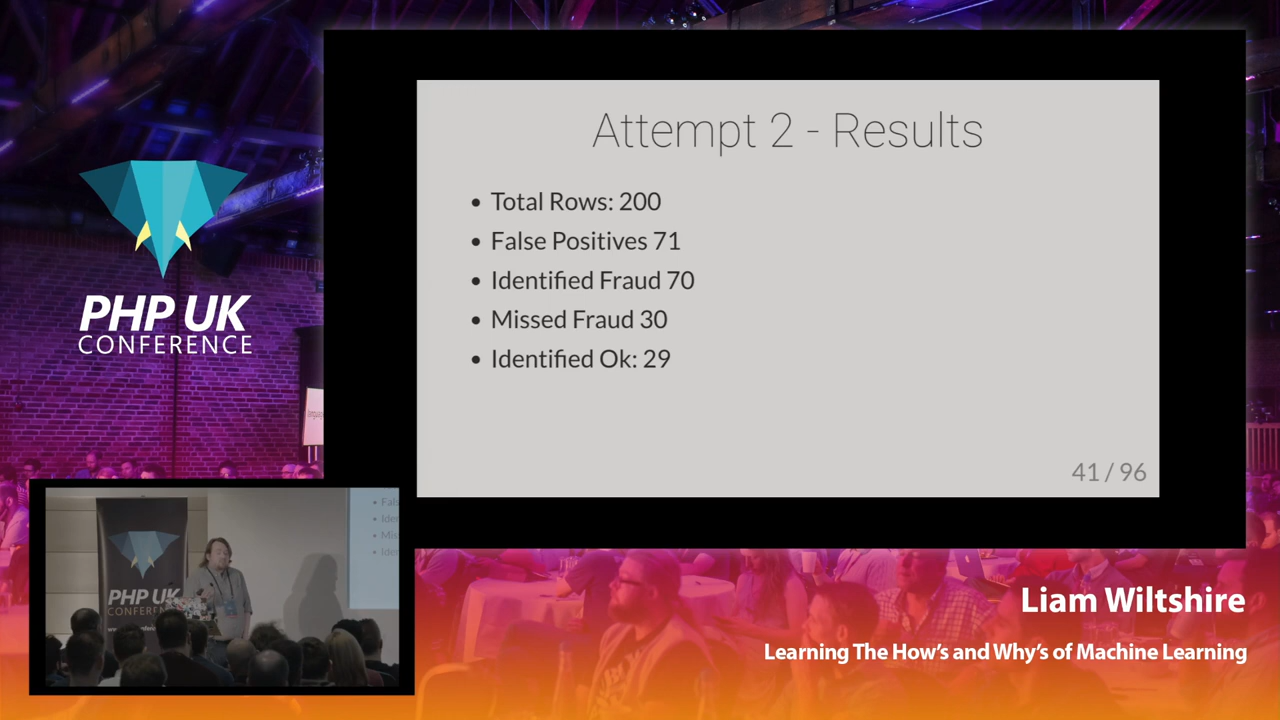 Attempt 2 - Results
• Total Rows: 200
• False Positives 71
• Identified Fraud 70
• Missed Fraud 30
• Identified Ok: 29
41 / 96
PHP UK
CONFERENCE
PHP UK
Liam Wiltshire
Learning The How's and Why's of Machine Learning